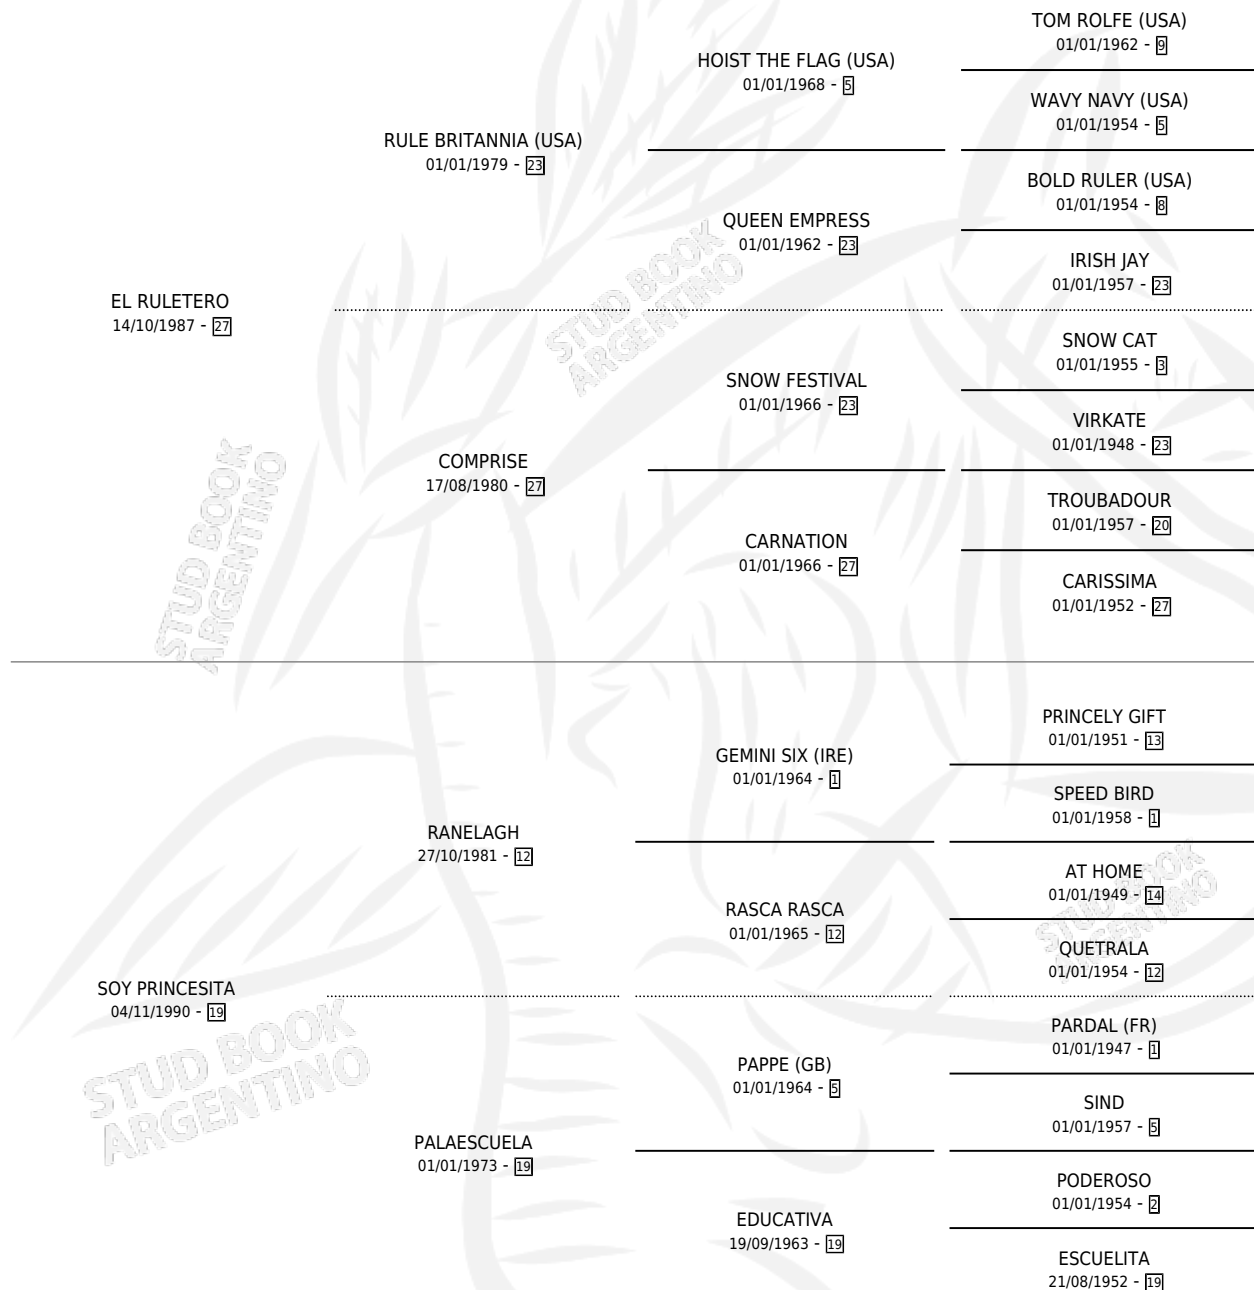 TOM ROLFE (USA)
01/01/1962 - 9
HOIST THE FLAG (USA)
01/01/1968 - 5
WAVY NAVY (USA)
01/01/1954 - 5
RULE BRITANNIA (USA)
01/01/1979 - 23
BOLD RULER (USA)
01/01/1954 - 8
QUEEN EMPRESS
01/01/1962 - 23
IRISH JAY
01/01/1957 - 23
EL RULETERO
14/10/1987 - 27
STUD BOOK
ARGENTINO
SNOW CAT
01/01/1955 - 3
SNOW FESTIVAL
01/01/1966 - 23
VIRKATE
01/01/1948 - 23
COMPRISE
17/08/1980 - 27
TROUBADOUR
01/01/1957 - 20
CARNATION
01/01/1966 - 27
CARISSIMA
01/01/1952 - 27
STUD BOOK
ARGENTINO
PRINCELY GIFT
01/01/1951 - 13
GEMINI SIX (IRE)
01/01/1964 - 1
SPEED BIRD
01/01/1958 - 1
RANELAGH
27/10/1981 - 12
AT HOME
01/01/1949 - 14
RASCA RASCA
01/01/1965 - 12
STUD BOOK
ARGENTINO
QUETRALA
01/01/1954 - 12
SOY PRINCESITA
04/11/1990 - 19
PARDAL (FR)
01/01/1947 - 1
PAPPE (GB)
01/01/1964 - 5
STUD BOOK
ARGENTINO
SIND
01/01/1957 - 5
PALAESCUELA
01/01/1973 - 19
PODEROSO
01/01/1954 - 2
EDUCATIVA
19/09/1963 - 19
ESCUELITA
21/08/1952 - 19